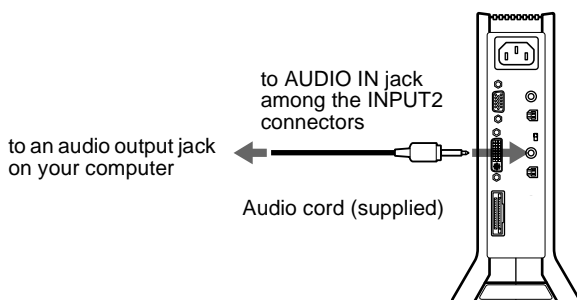 to AUDIO IN jack
among the INPUT2
connectors
to an audio output jack
on your computer
Audio cord (supplied)